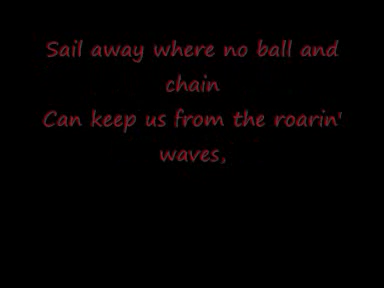 Sail away where no ball and
chain
Can keep us from the roarin'
waves,